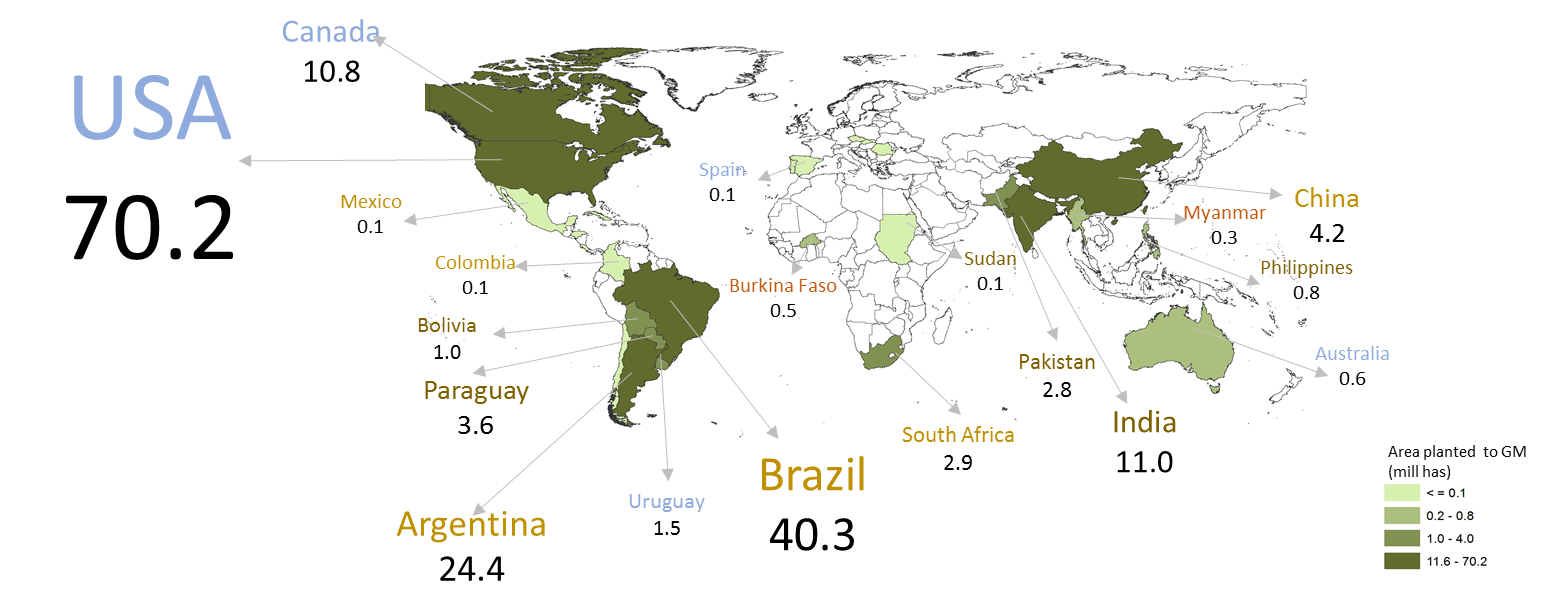 Canada
10.8
USA
70.2
Mexico
0.1
Colombia
0.1
Bolivia
1.0
Paraguay
3.6
Argentina
24.4
Uruguay
1.5
Brazil
40.3
Spain
0.1
Burkina Faso
0.5
Sudan
0.1
South Africa
2.9
Pakistan
2.8
India
11.0
China
4.2
Myanmar
0.3
Philippines
0.8
Australia
0.6
Area planted to GM
(mill has)
< = 0.1
0.2 - 0.8
1.0 - 4.0
11.6 - 70.2